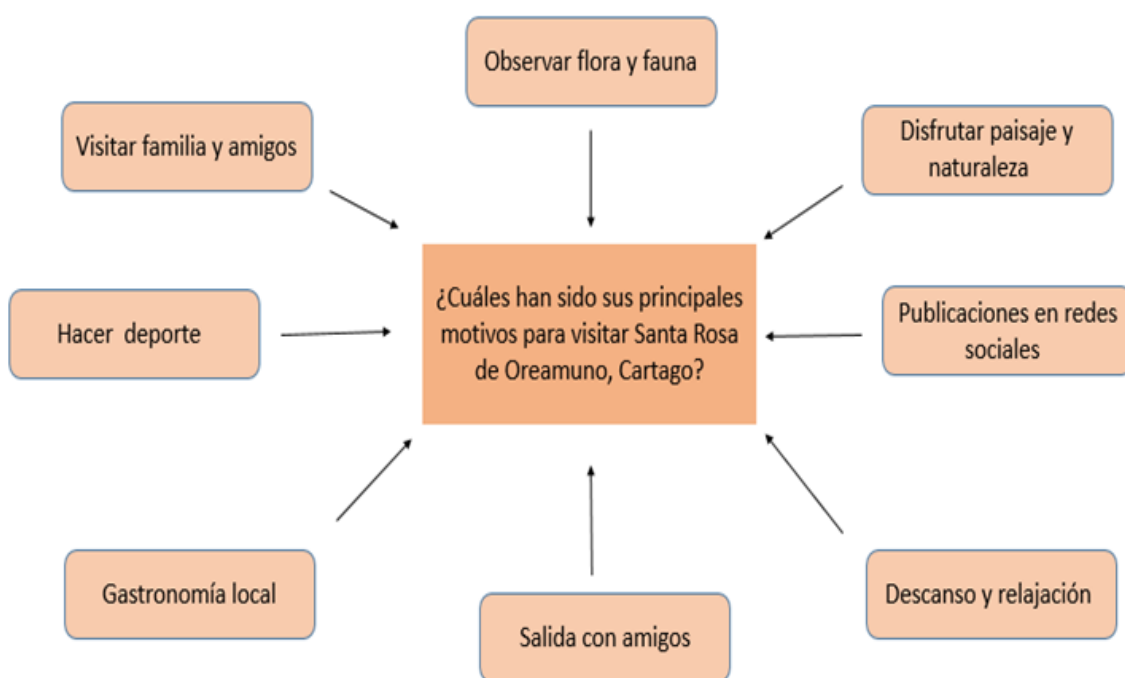 Observar flora y fauna
Visitar familia y amigos
Disfrutar paisaje y
naturaleza
¿Cuáles han sido sus principales
motivos para visitar Santa Rosa
de Oreamuno, Cartago?
Hacer deporte
Publicaciones en redes
sociales
Gastronomía local
Salida con amigos
Descanso y relajación